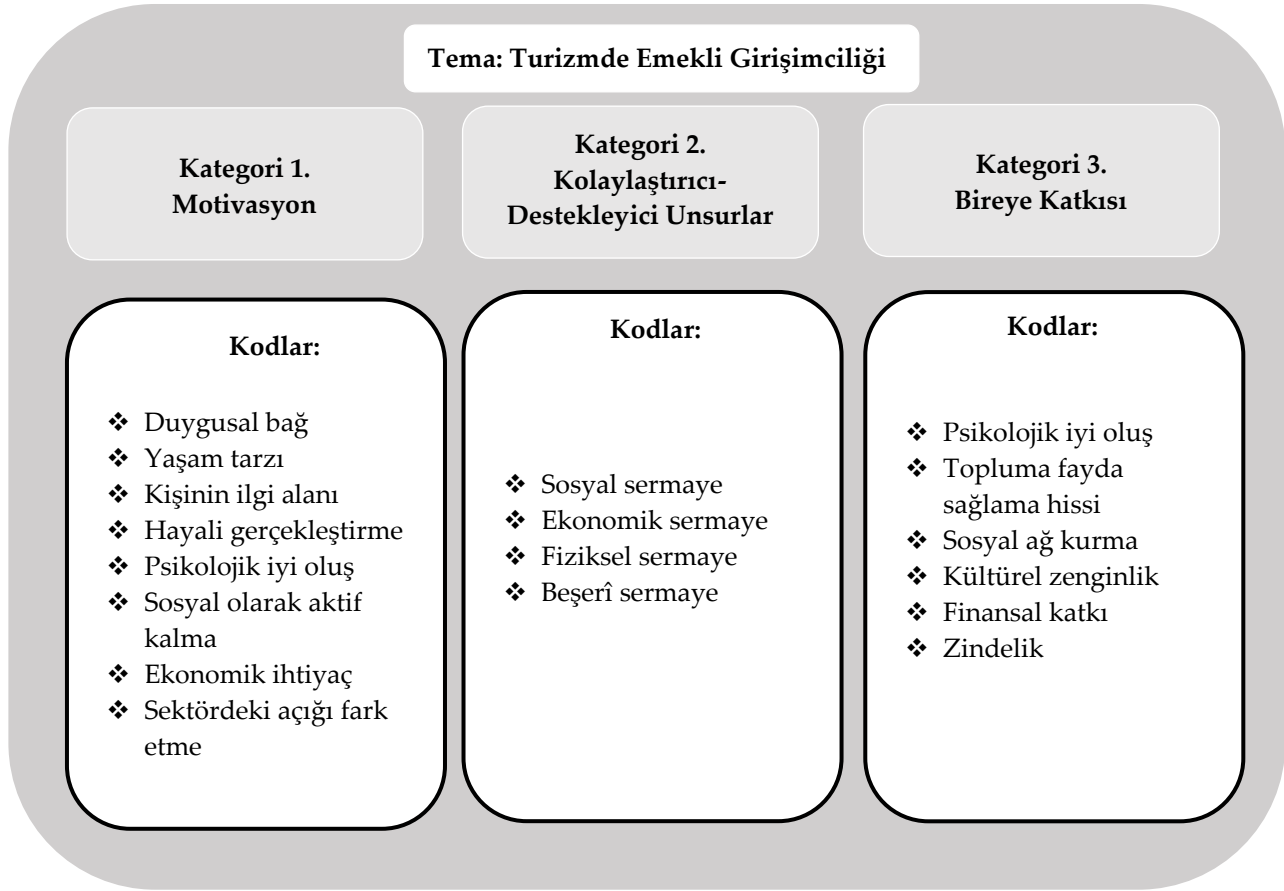 Tema: Turizmde Emekli Girişimciliği
Kategori 1.
Motivasyon
Kategori 2.
Kolaylaştırıcı-
Destekleyici Unsurlar
Kategori 3.
Bireye Katkısı
Kodlar:
❖ Duygusal bağ
❖ Yaşam tarzı
❖ Kişinin ilgi alanı
❖ Hayali gerçekleştirme
❖ Psikolojik iyi oluş
❖ Sosyal olarak aktif
kalma
❖ Ekonomik ihtiyaç
❖ Sektördeki açığı fark
etme
Kodlar:
❖ Sosyal sermaye
❖ Ekonomik sermaye
❖ Fiziksel sermaye
❖ Beşerî sermaye
Kodlar:
❖ Psikolojik iyi oluş
❖ Topluma fayda
sağlama hissi
❖ Sosyal ağ kurma
❖ Kültürel zenginlik
❖ Finansal katkı
❖ Zindelik